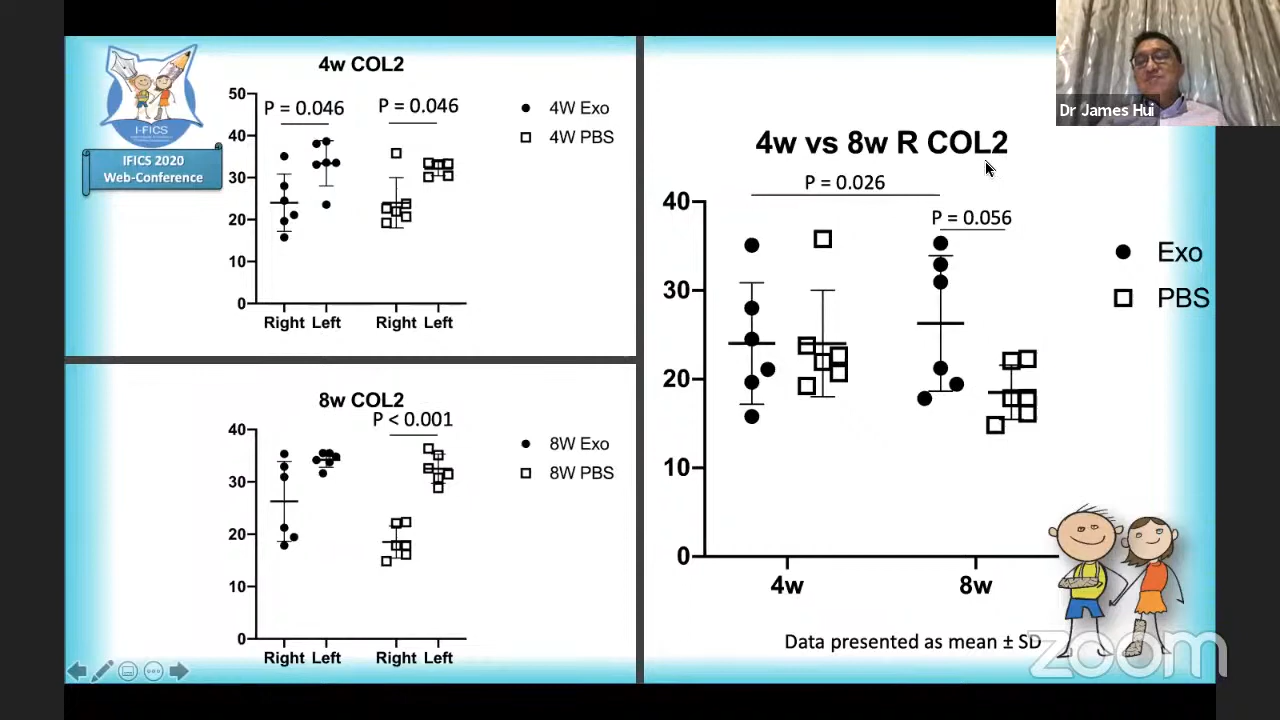 I-FICS
IFICS 2020
Web-Conference
4w COL2
50
40
30
20
10
0
P = 0.046
P = 0.046
4W Exo
4W PBS
Right Left Right Left
8w COL2
40
30
20
10
0
P < 0.001
8W Exo
8W PBS
Right Left Right Left
Dr James Hui
4w vs 8w R COL2
40
30
20
10
0
P = 0.026
P = 0.056
Exo
PBS
4w 8w
Data presented as mean ± SD
zoom